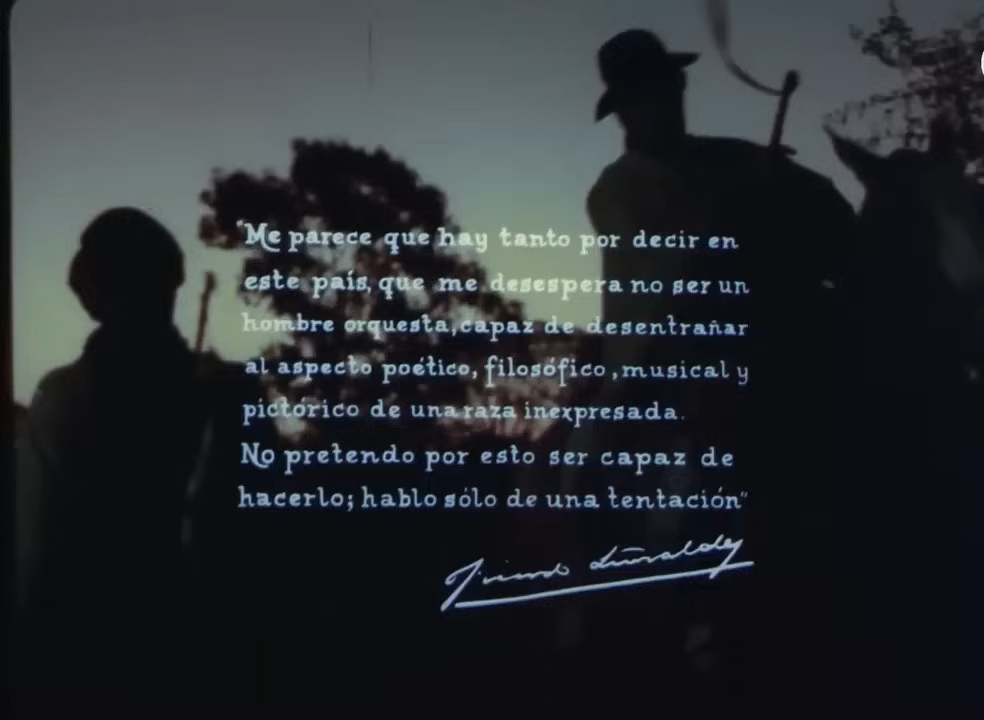 "Me parece que hay tanto por decir en
este país, que me desespera no ser un
hombre orquesta, capaz de desentrañar
al aspecto poético, filosófico, musical y
pictórico de una raza inexpresada.
No pretendo por esto ser capaz de
hacerlo; hablo sólo de una tentación"
Ricardo Güiraldes